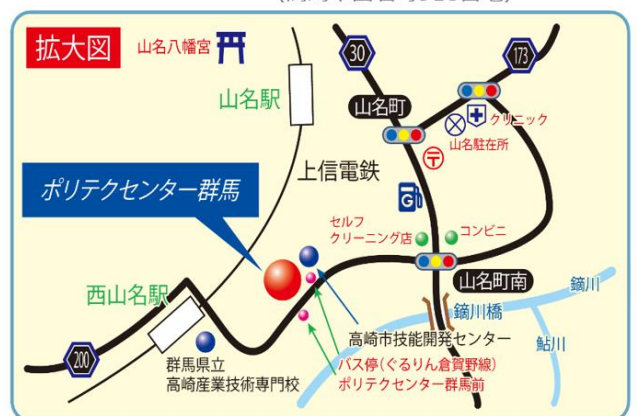 拡大図
山名八幡宮
30
173
山名駅
山名町
クリニック
山名駐在所
上信電鉄
ポリテクセンター群馬
G
セルフ
クリーニング店
コンビニ
西山名駅
山名町南
鏑川
鏑川橋
高崎市技能開発センター
鮎川
200
群馬県立
高崎産業技術専門校
バス停(ぐるりん倉賀野線)
ポリテクセンター群馬前